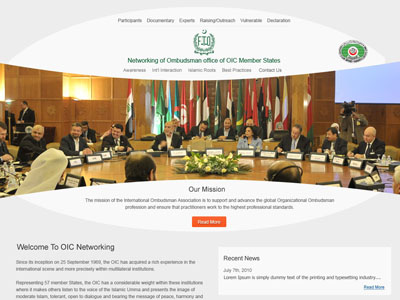 Participants Documentary Experts Raising/Outreach Vulnerable Declaration
FTO
Networking of Ombudsman office of OIC Member States
Awareness Int'l Interaction Islamic Roots Best Practices Contact Us
Our Mission
The mission of the International Ombudsman Association is to support and advance the global Organizational Ombudsman
profession and ensure that practitioners work to the highest professional standards.
Read More
Welcome To OIC Networking
Since its inception on 25 September 1969, the OIC has acquired a rich experience in the
international scene and more precisely within multilateral institutions.
Representing 57 member States, the OIC has a considerable weight within these institutions
where it makes others listen to the voice of the Islamic Umma and presents the image of
moderate Islam, tolerant, open to dialogue and bearing the message of peace, harmony and
Recent News
July 7th, 2010
Lorem Ipsum is simply dummy text of the printing and typesetting industry....